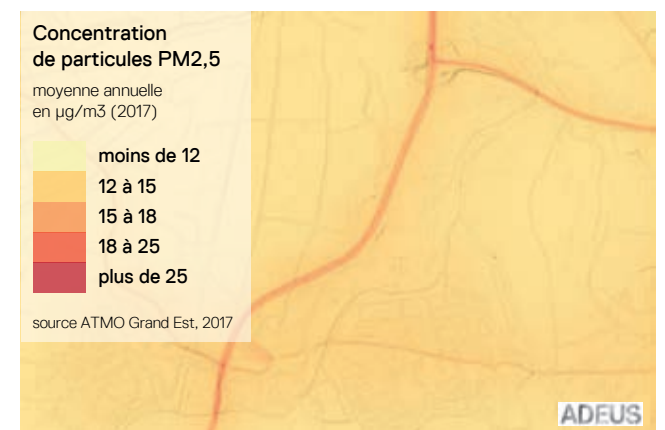 Concentration
de particules PM2,5
moyenne annuelle
en µg/m3 (2017)
moins de 12
12 à 15
15 à 18
18 à 25
plus de 25
source ATMO Grand Est, 2017
ADEUS